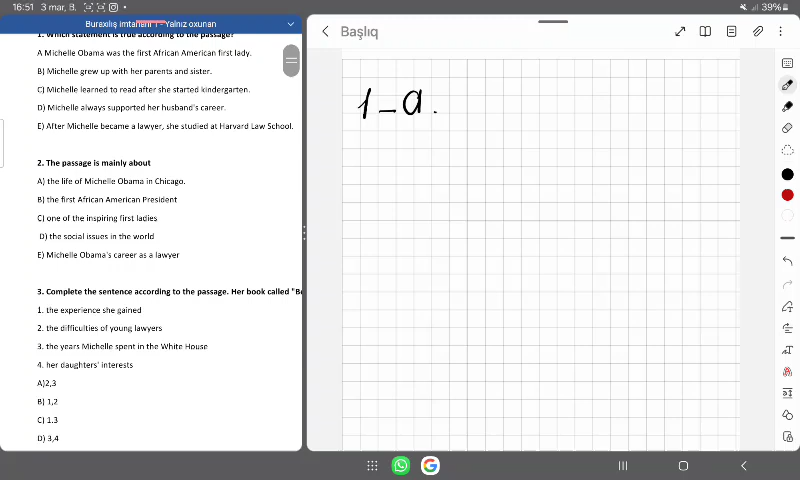 16:51 3 mar, B. 39%
Buraxılış imtahanı 1 - Yalnız oxunan
1. Which statement is true according to the passage?
A Michelle Obama was the first African American first lady.
B) Michelle grew up with her parents and sister.
C) Michelle learned to read after she started kindergarten.
D) Michelle always supported her husband's career.
E) After Michelle became a lawyer, she studied at Harvard Law School.
2. The passage is mainly about
A) the life of Michelle Obama in Chicago.
B) the first African American President
C) one of the inspiring first ladies
D) the social issues in the world
E) Michelle Obama's career as a lawyer
3. Complete the sentence according to the passage. Her book called "Be
1. the experience she gained
2. the difficulties of young lawyers
3. the years Michelle spent in the White House
4. her daughters' interests
A)2,3
B) 1,2
C) 1.3
D) 3,4
Başlıq
1-a.